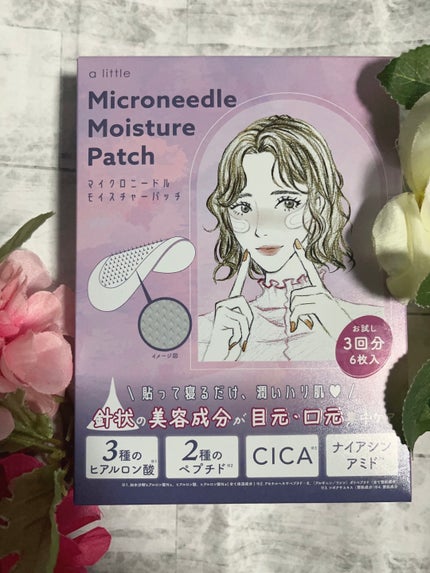 a little
Microneedle
Moisture
Patch
マイクロニードル
モイスチャーパッチ
イメージ図
お試し
3回分
6枚入
\ 貼って寝るだけ、潤いハリ肌♥ /
針状の美容成分が目元・口元
3種の
ヒアルロン酸
2種の
ペプチド
CICA
ナイアシン
アミド